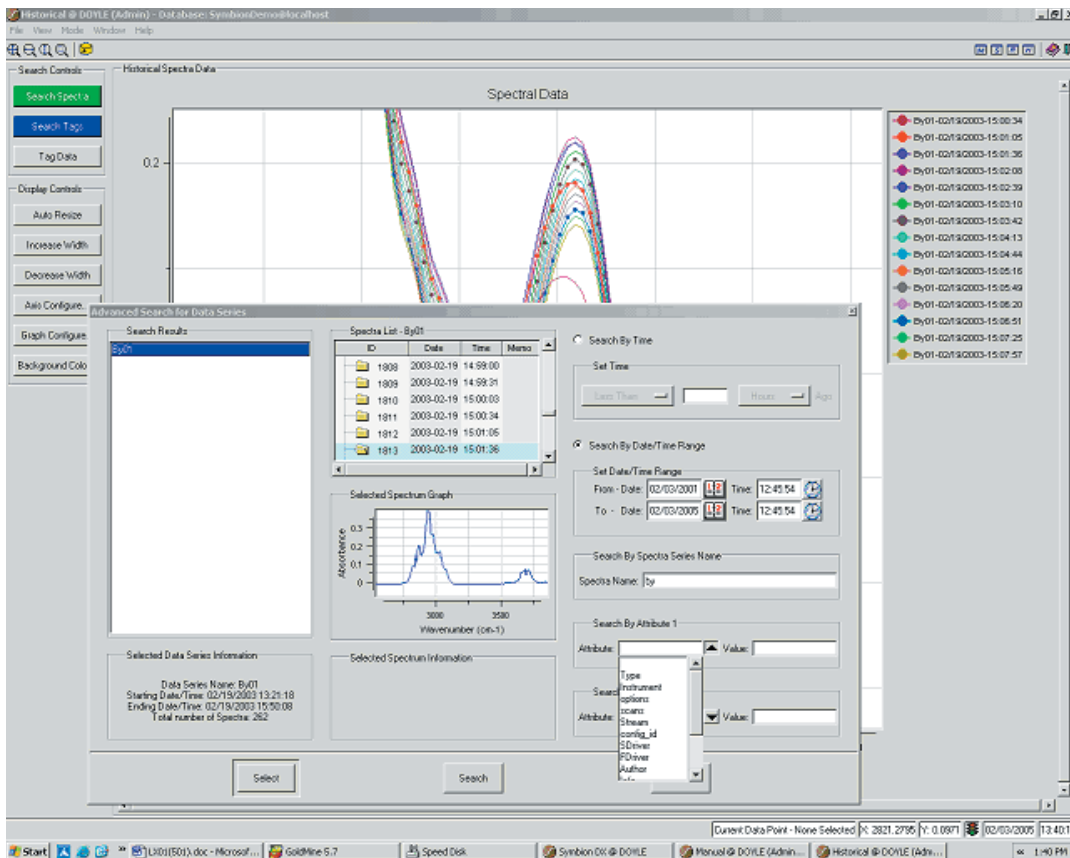 Historical @ DOYLE (Admin) - Database: SymbionDemo@localhost
File View Mode Window Help
Search Controls
Search Spectra
Search Tags
Tag Data
Display Controls
Auto Resize
Increase Width
Decrease Width
Axis Configure..
Graph Configure
Background Colo
Historical Spectra Data
Spectral Data
0.2
By01-02/19/2003-15:00:34
By01-02/19/2003-15:01:05
By01-02/19/2003-15:01:36
By01-02/19/2003-15:02:08
By01-02/19/2003-15:02:39
By01-02/19/2003-15:03:10
By01-02/19/2003-15:03:42
By01-02/19/2003-15:04:13
By01-02/19/2003-15:04:44
By01-02/19/2003-15:05:16
By01-02/19/2003-15:05:49
By01-02/19/2003-15:06:20
By01-02/19/2003-15:06:51
By01-02/19/2003-15:07:25
By01-02/19/2003-15:07:57
Advanced Search for Data Series
Search Results
By01
Selected Data Series Information
Data Series Name: By01
Starting Date/Time: 02/19/2003 13:21:18
Ending Date/Time: 02/19/2003 15:50:08
Total number of Spectra: 262
Spectra List - By01
ID Date Time Memo
1808 2003-02-19 14:59:00
1809 2003-02-19 14:59:31
1810 2003-02-19 15:00:03
1811 2003-02-19 15:00:34
1812 2003-02-19 15:01:05
1813 2003-02-19 15:01:36
Selected Spectrum Graph
Absorbance
0.3
0.2
0.1
0
3000 3500
Wavenumber (cm-1)
Selected Spectrum Information
Search By Time
Set Time
Less Than Hours Ago
Search By Date/Time Range
Set Date/Time Range
From - Date: 02/03/2001 Time: 12:45:54
To - Date: 02/03/2005 Time: 12:45:54
Search By Spectra Series Name
Spectra Name: by
Search By Attribute 1
Attribute: Value:
Type
Instrument
options
scans
Stream
config_id
SDriver
FDriver
Author
Searc
Attribute: Value:
Select
Search
Current Data Point - None Selected X: 2821.2795 Y: 0.0971 02/03/2005 13:40:1
Start LX01(501).doc - Microsof... GoldMine 5.7 Speed Disk Symbion DX @ DOYLE Manual @ DOYLE (Admin... Historical @ DOYLE (Adm... 1:40 PM